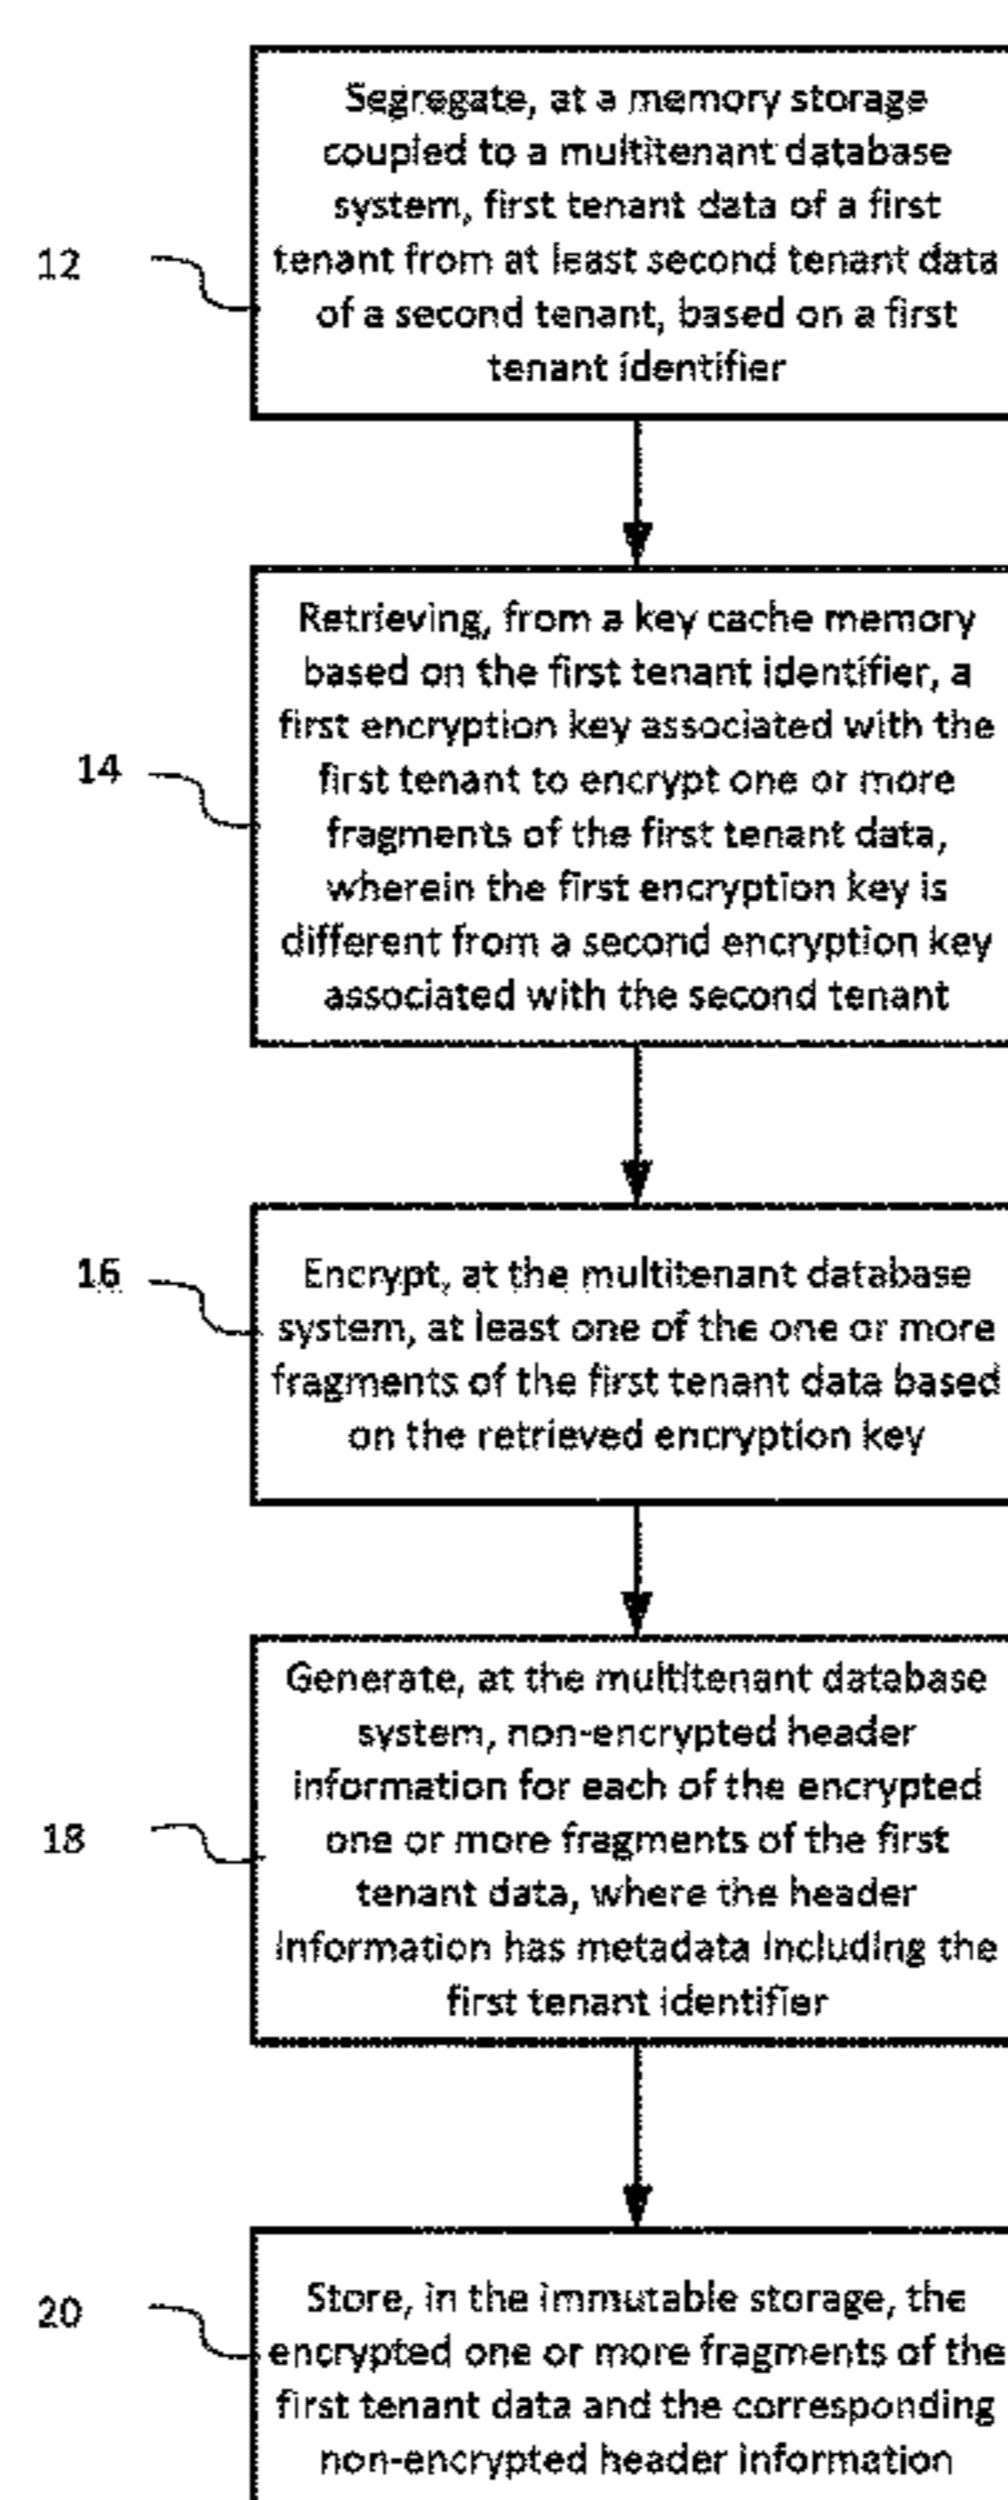 Segregate, at a memory storage
coupled to a multitenant database
system, first tenant data of a first
12
tenant from at least second tenant data
of a second tenant, based on a first
tenant identifier
Retrieving, from a key cache memory
based on the first tenant identifier, a
first encryption key associated with the
14
first tenant to encrypt one or more
fragments of the first tenant data,
wherein the first encryption key is
different from a second encryption key
associated with the second tenant
16
Encrypt, at the multitenant database
system, at least one of the one or more
fragments of the first tenant data based
on the retrieved encryption key
Generate, at the multitenant database
system, non-encrypted header
information for each of the encrypted
18
one or more fragments of the first
tenant data, where the header
information has metadata including the
first tenant identifier
20
Store, in the immutable storage, the
encrypted one or more fragments of the
first tenant data and the corresponding
non-encrypted header information